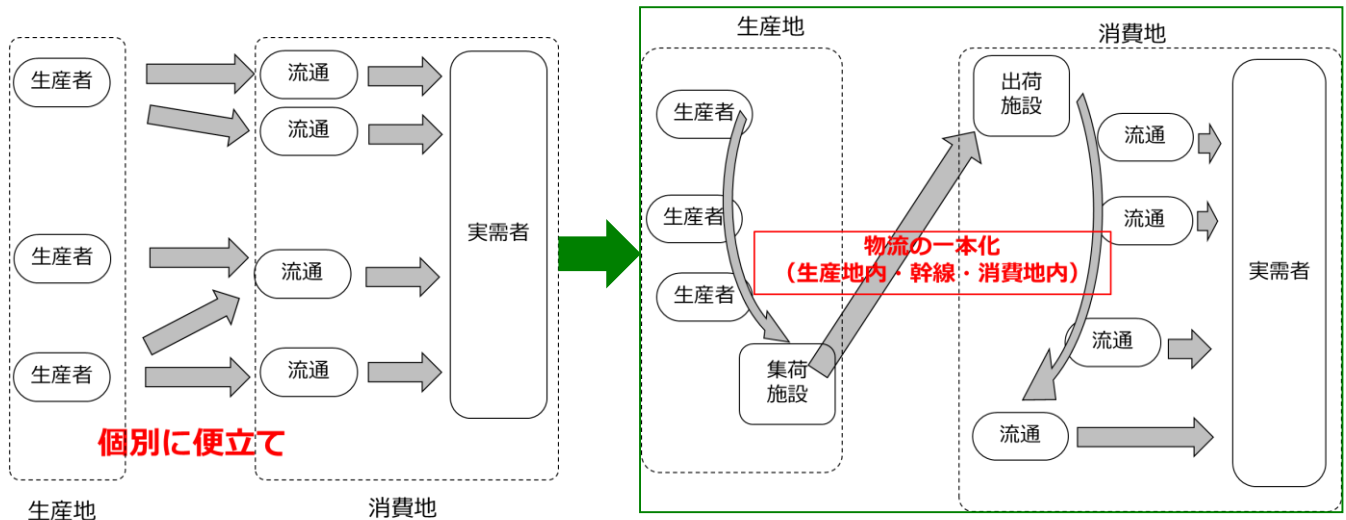 生産者
生産者
生産者
個別に便立て
生産地
流通
流通
流通
流通
実需者
消費地
生産地
生産者
生産者
生産者
集荷
施設
物流の一本化
（生産地内・幹線・消費地内）
消費地
出荷
施設
流通
流通
流通
流通
実需者